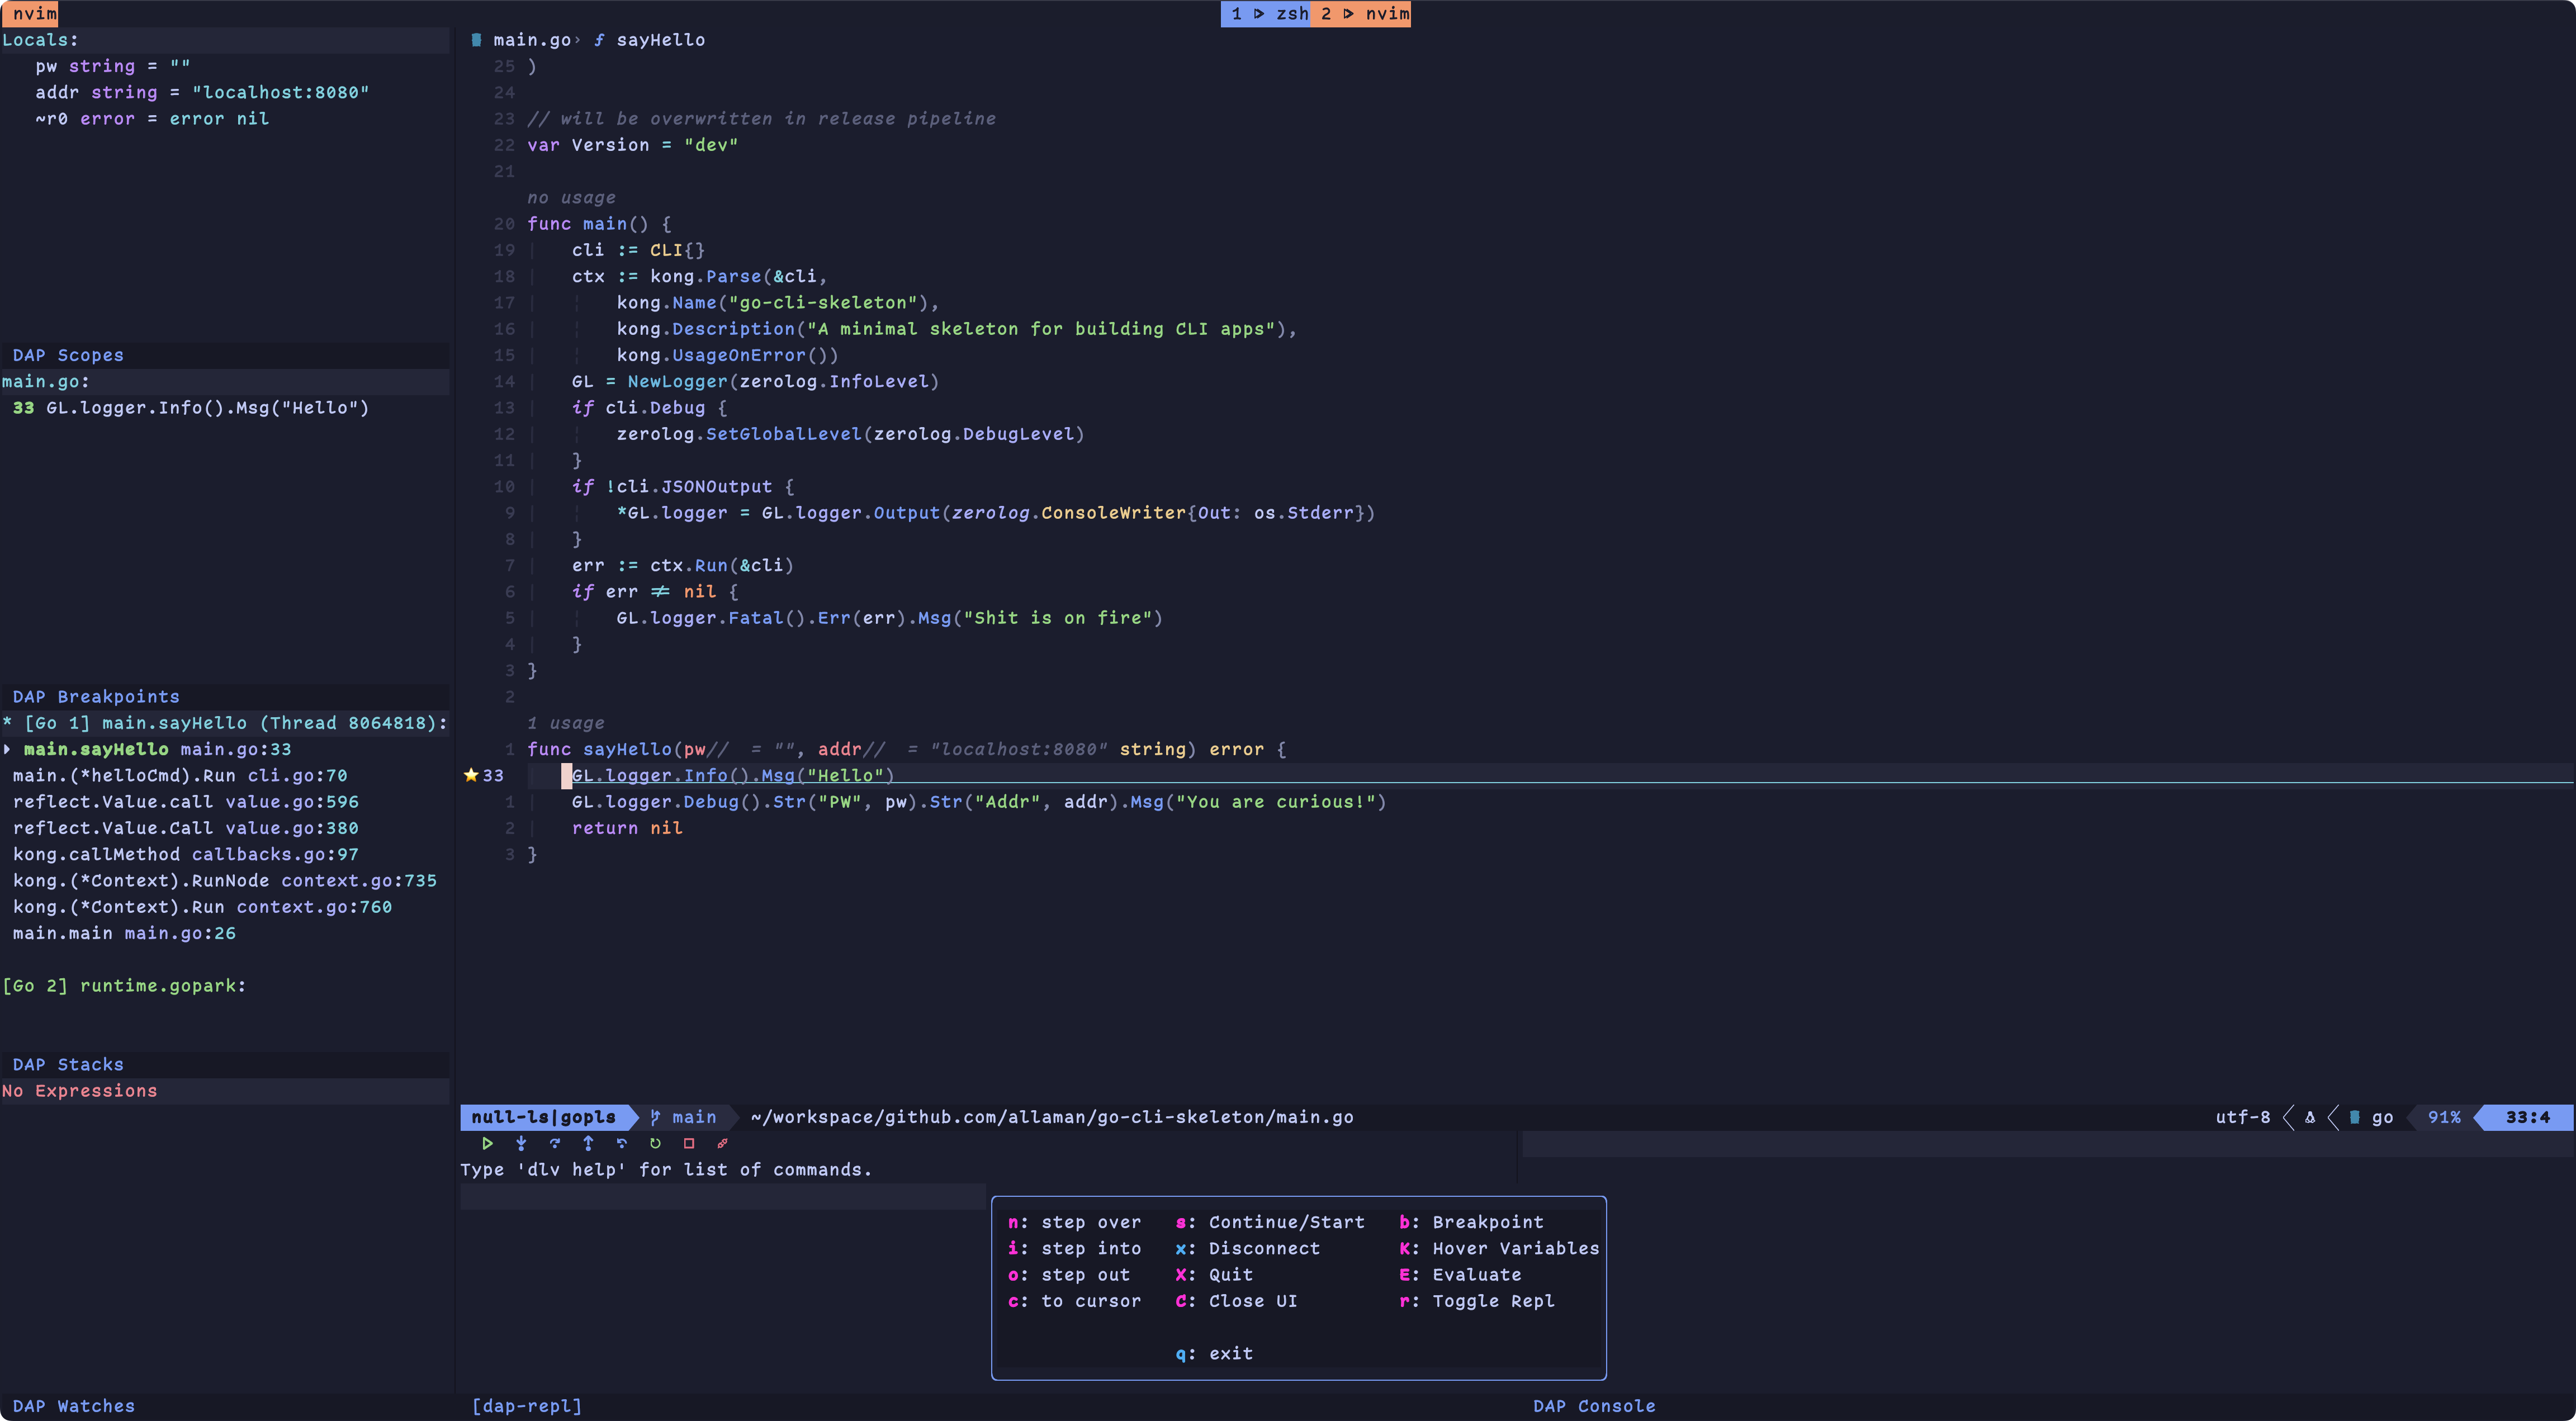 nvim
1 zsh 2 nvim
Locals:
pw string = ""
addr string = "localhost:8080"
~r0 error = error nil
DAP Scopes
main.go:
33 GL.logger.Info().Msg("Hello")
DAP Breakpoints
* [Go 1] main.sayHello (Thread 8064818):
main.sayHello main.go:33
main.(*helloCmd).Run cli.go:70
reflect.Value.call value.go:596
reflect.Value.Call value.go:380
kong.callMethod callbacks.go:97
kong.(*Context).RunNode context.go:735
kong.(*Context).Run context.go:760
main.main main.go:26
[Go 2] runtime.gopark:
DAP Stacks
No Expressions
DAP Watches
main.go › ƒ sayHello
25 )
24
23 // will be overwritten in release pipeline
22 var Version = "dev"
21
no usage
20 func main() {
19 cli := CLI{}
18 ctx := kong.Parse(&cli,
17 kong.Name("go-cli-skeleton"),
16 kong.Description("A minimal skeleton for building CLI apps"),
15 kong.UsageOnError())
14 GL = NewLogger(zerolog.InfoLevel)
13 if cli.Debug {
12 zerolog.SetGlobalLevel(zerolog.DebugLevel)
11 }
10 if !cli.JSONOutput {
9 *GL.logger = GL.logger.Output(zerolog.ConsoleWriter{Out: os.Stderr})
8 }
7 err := ctx.Run(&cli)
6 if err ≠ nil {
5 GL.logger.Fatal().Err(err).Msg("Shit is on fire")
4 }
3 }
2
1 usage
1 func sayHello(pw// = "", addr// = "localhost:8080" string) error {
33 GL.logger.Info().Msg("Hello")
1 GL.logger.Debug().Str("PW", pw).Str("Addr", addr).Msg("You are curious!")
2 return nil
3 }
null-ls|gopls main ~/workspace/github.com/allaman/go-cli-skeleton/main.go utf-8 go 91% 33:4
Type 'dlv help' for list of commands.
n: step over s: Continue/Start b: Breakpoint
i: step into x: Disconnect K: Hover Variables
o: step out X: Quit E: Evaluate
c: to cursor C: Close UI r: Toggle Repl
q: exit
[dap-repl]
DAP Console